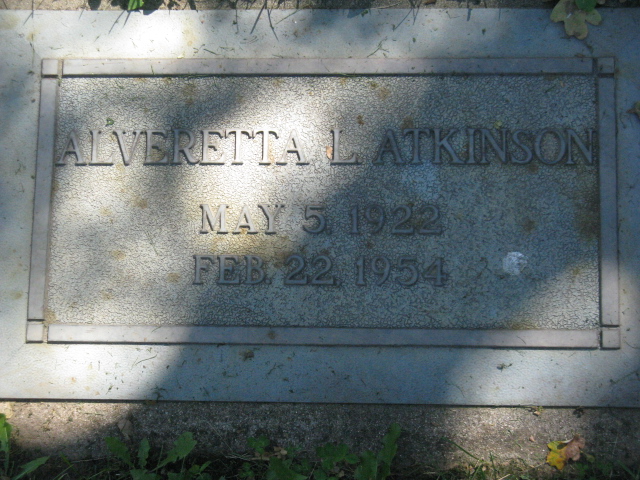 ALVERETTA L. ATKINSON
MAY 5, 1922
FEB. 22, 1954